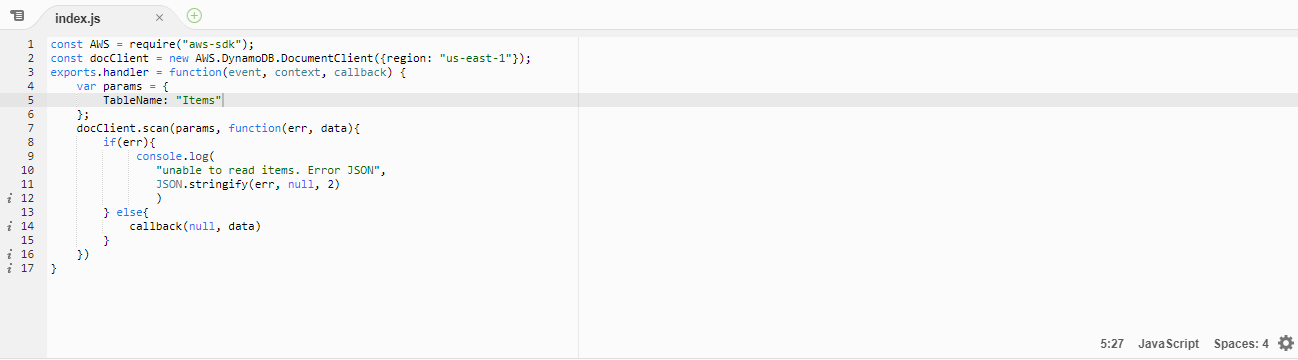 index.js ×
1 const AWS = require("aws-sdk");
2 const docClient = new AWS.DynamoDB.DocumentClient({region: "us-east-1"});
3 exports.handler = function(event, context, callback) {
4     var params = {
5         TableName: "Items"
6     };
7     docClient.scan(params, function(err, data){
8         if(err){
9              console.log(
10                 "unable to read items. Error JSON",
11                 JSON.stringify(err, null, 2)
i 12                 )
13         } else{
i 14             callback(null, data)
15         }
i 16     })
i 17 }
5:27 JavaScript Spaces: 4